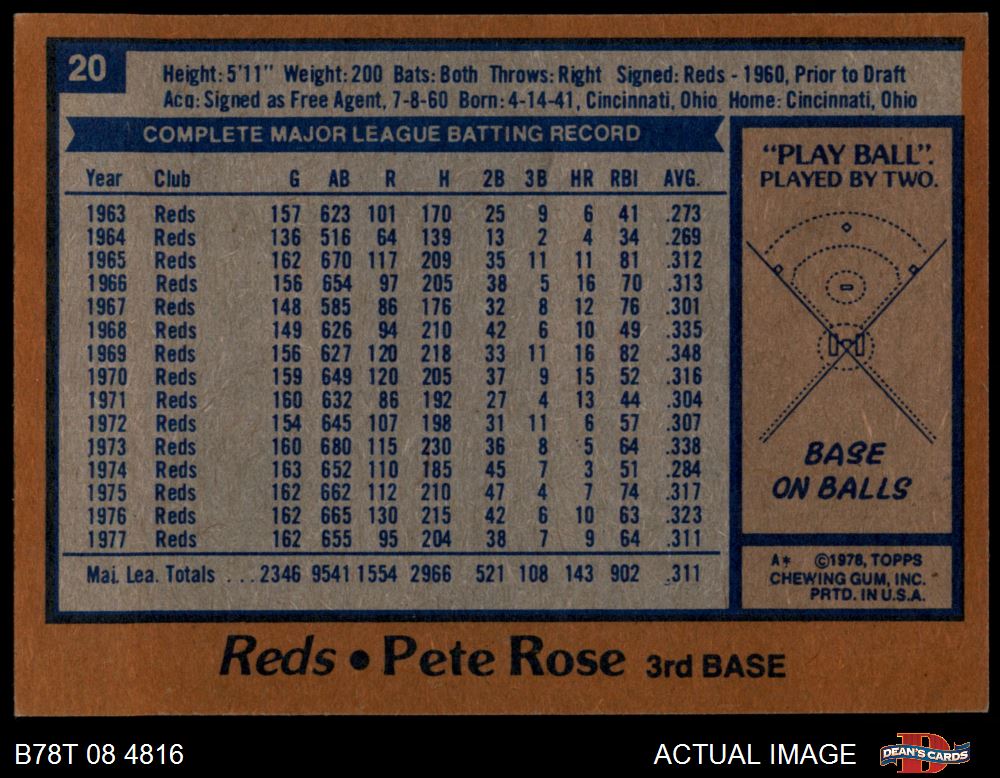 20
Height: 5'11" Weight: 200 Bats: Both Throws: Right Signed: Reds - 1960, Prior to Draft
Acq: Signed as Free Agent, 7-8-60 Born: 4-14-41, Cincinnati, Ohio Home: Cincinnati, Ohio
COMPLETE MAJOR LEAGUE BATTING RECORD
Year Club G AB R H 2B 3B HR RBI AVG.
1963 Reds 157 623 101 170 25 9 6 41 .273
1964 Reds 136 516 64 139 13 2 4 34 .269
1965 Reds 162 670 117 209 35 11 11 81 .312
1966 Reds 156 654 97 205 38 5 16 70 .313
1967 Reds 148 585 86 176 32 8 12 76 .301
1968 Reds 149 626 94 210 42 6 10 49 .335
1969 Reds 156 627 120 218 33 11 16 82 .348
1970 Reds 159 649 120 205 37 9 15 52 .316
1971 Reds 160 632 86 192 27 4 13 44 .304
1972 Reds 154 645 107 198 31 11 6 57 .307
1973 Reds 160 680 115 230 36 8 5 64 .338
1974 Reds 163 652 110 185 45 7 3 51 .284
1975 Reds 162 662 112 210 47 4 7 74 .317
1976 Reds 162 665 130 215 42 6 10 63 .323
1977 Reds 162 655 95 204 38 7 9 64 .311
Maj. Lea. Totals ... 2346 9541 1554 2966 521 108 143 902 .311
"PLAY BALL".
PLAYED BY TWO.
BASE
ON BALLS
A* ©1978, TOPPS
CHEWING GUM, INC.
PRTD. IN U.S.A.
Reds • Pete Rose 3rd BASE
B78T 08 4816
ACTUAL IMAGE
DEAN'S CARDS